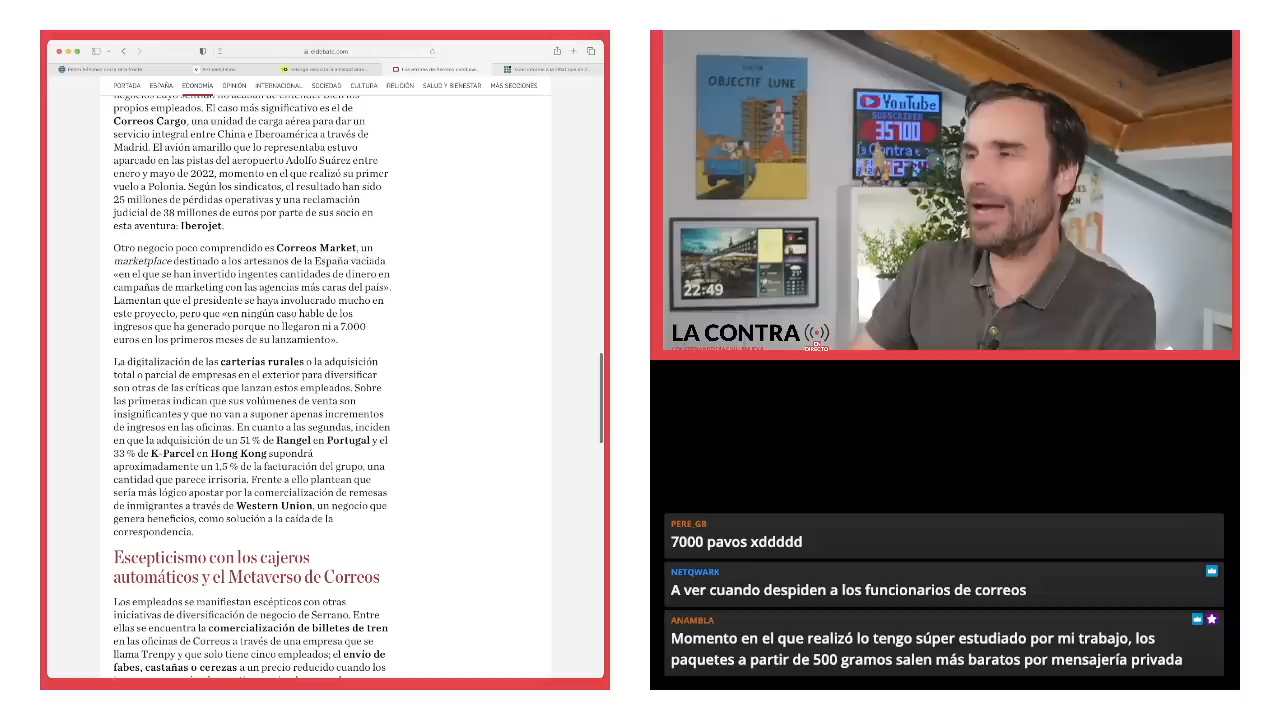 eldebate.com
PORTADA ESPAÑA ECONOMÍA OPINIÓN INTERNACIONAL SOCIEDAD CULTURA RELIGIÓN SALUD Y BIENESTAR MÁS SECCIONES
propios empleados. El caso más significativo es el de
Correos Cargo, una unidad de carga aérea para dar un
servicio integral entre China e Iberoamérica a través de
Madrid. El avión amarillo que lo representaba estuvo
aparcado en las pistas del aeropuerto Adolfo Suárez entre
enero y mayo de 2022, momento en el que realizó su primer
vuelo a Polonia. Según los sindicatos, el resultado han sido
25 millones de pérdidas operativas y una reclamación
judicial de 38 millones de euros por parte de sus socio en
esta aventura: Iberojet.
Otro negocio poco comprendido es Correos Market, un
marketplace destinado a los artesanos de la España vaciada
«en el que se han invertido ingentes cantidades de dinero en
campañas de marketing con las agencias más caras del país».
Lamentan que el presidente se haya involucrado mucho en
este proyecto, pero que «en ningún caso hable de los
ingresos que ha generado porque no llegaron ni a 7.000
euros en los primeros meses de su lanzamiento».
La digitalización de las carterías rurales o la adquisición
total o parcial de empresas en el exterior para diversificar
son otras de las críticas que lanzan estos empleados. Sobre
las primeras indican que sus volúmenes de venta son
insignificantes y que no van a suponer apenas incrementos
de ingresos en las oficinas. En cuanto a las segundas, inciden
en que la adquisición de un 51 % de Rangel en Portugal y el
33 % de K-Parcel en Hong Kong supondrá
aproximadamente un 1,5 % de la facturación del grupo, una
cantidad que parece irrisoria. Frente a ello plantean que
sería más lógico apostar por la comercialización de remesas
de inmigrantes a través de Western Union, un negocio que
genera beneficios, como solución a la caída de la
correspondencia.
Escepticismo con los cajeros
automáticos y el Metaverso de Correos
Los empleados se manifiestan escépticos con otras
iniciativas de diversificación de negocio de Serrano. Entre
ellas se encuentra la comercialización de billetes de tren
en las oficinas de Correos a través de una empresa que se
llama Trenpy y que solo tiene cinco empleados; el envío de
fabes, castañas o cerezas a un precio reducido cuando los
OBJECTIF LUNE
YouTube
SUBSCRIBER
35700
22:49
LA CONTRA
EN
DIRECTO
PERE_GB
7000 pavos xddddd
NETQWARK
A ver cuando despiden a los funcionarios de correos
ANAMBLA
Momento en el que realizó lo tengo súper estudiado por mi trabajo, los
paquetes a partir de 500 gramos salen más baratos por mensajería privada